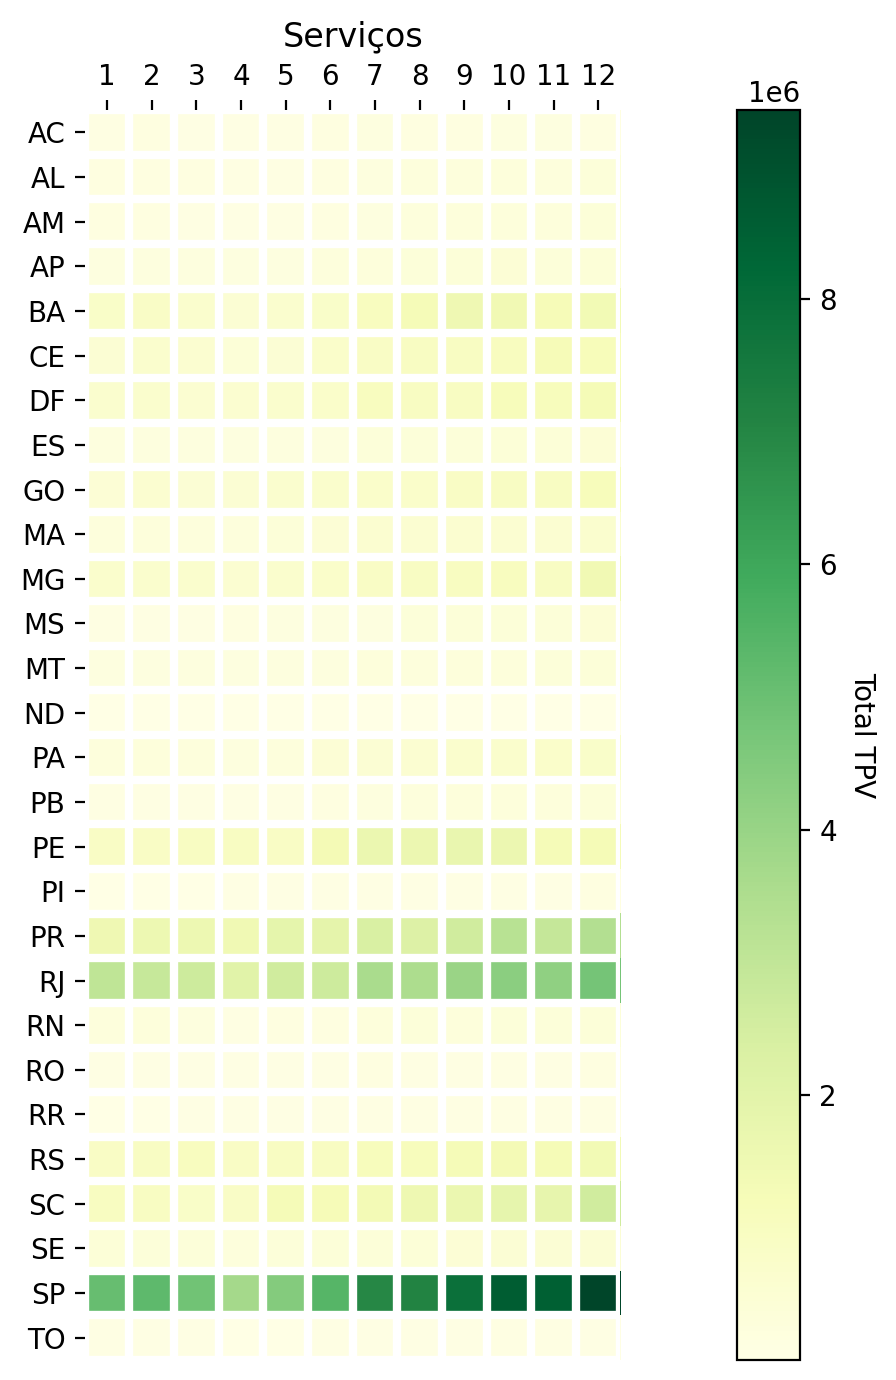 Serviços
1 2 3 4 5 6 7 8 9 10 11 12
1e6
AC
AL
AM
AP
BA
CE
DF
ES
GO
MA
MG
MS
MT
ND
PA
PB
PE
PI
PR
RJ
RN
RO
RR
RS
SC
SE
SP
TO
8
6
4
2
Total TPV